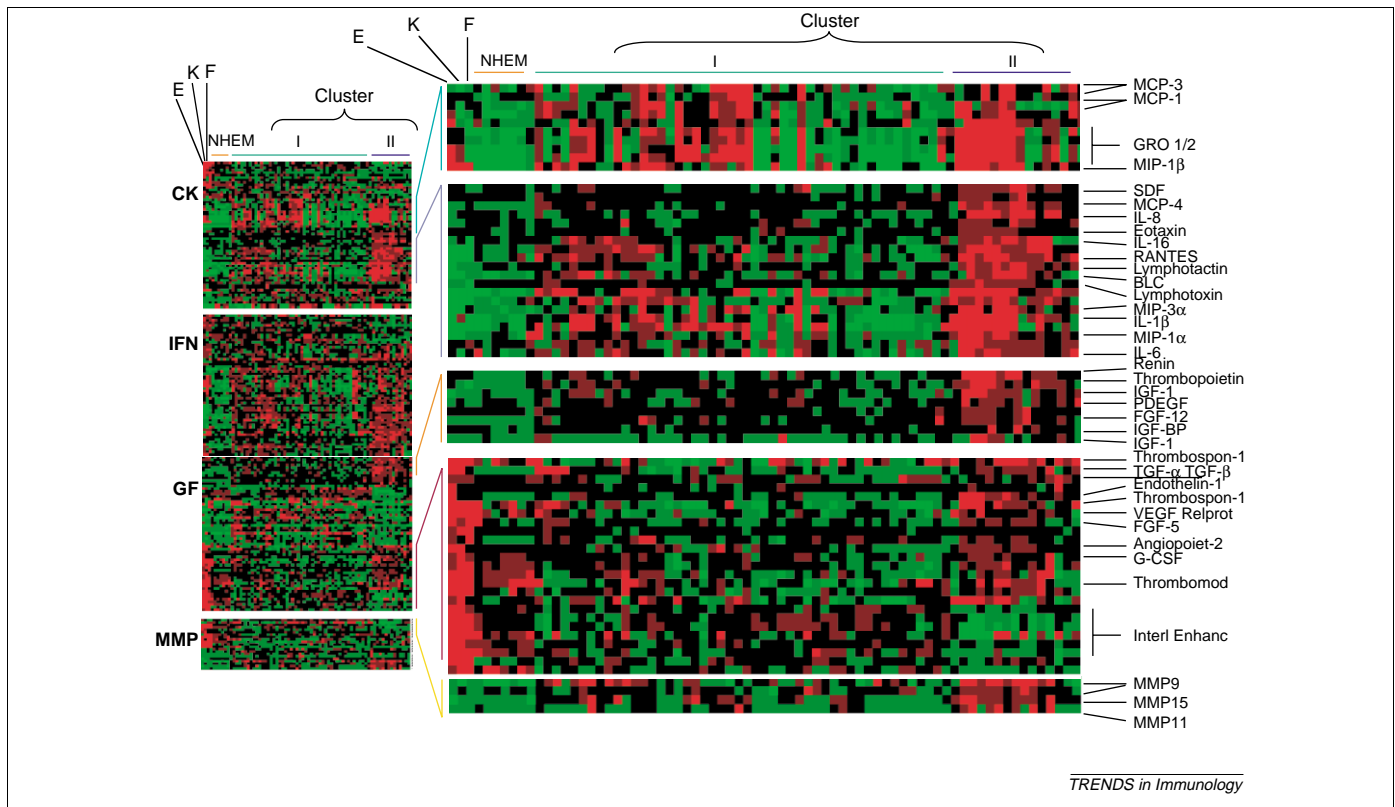 E
K
F
Cluster
NHEM
I
II
E
K F
Cluster
NHEM
I
II
CK
IFN
GF
MMP
MCP-3
MCP-1
GRO 1/2
MIP-1β
SDF
MCP-4
IL-8
Eotaxin
IL-16
RANTES
Lymphotactin
BLC
Lymphotoxin
MIP-3α
IL-1β
MIP-1α
IL-6
Renin
Thrombopoietin
IGF-1
PDEGF
FGF-12
IGF-BP
IGF-1
Thrombospon-1
TGF-α TGF-β
Endothelin-1
Thrombospon-1
VEGF Relprot
FGF-5
Angiopoiet-2
G-CSF
Thrombomod
Interl Enhanc
MMP9
MMP15
MMP11
TRENDS in Immunology